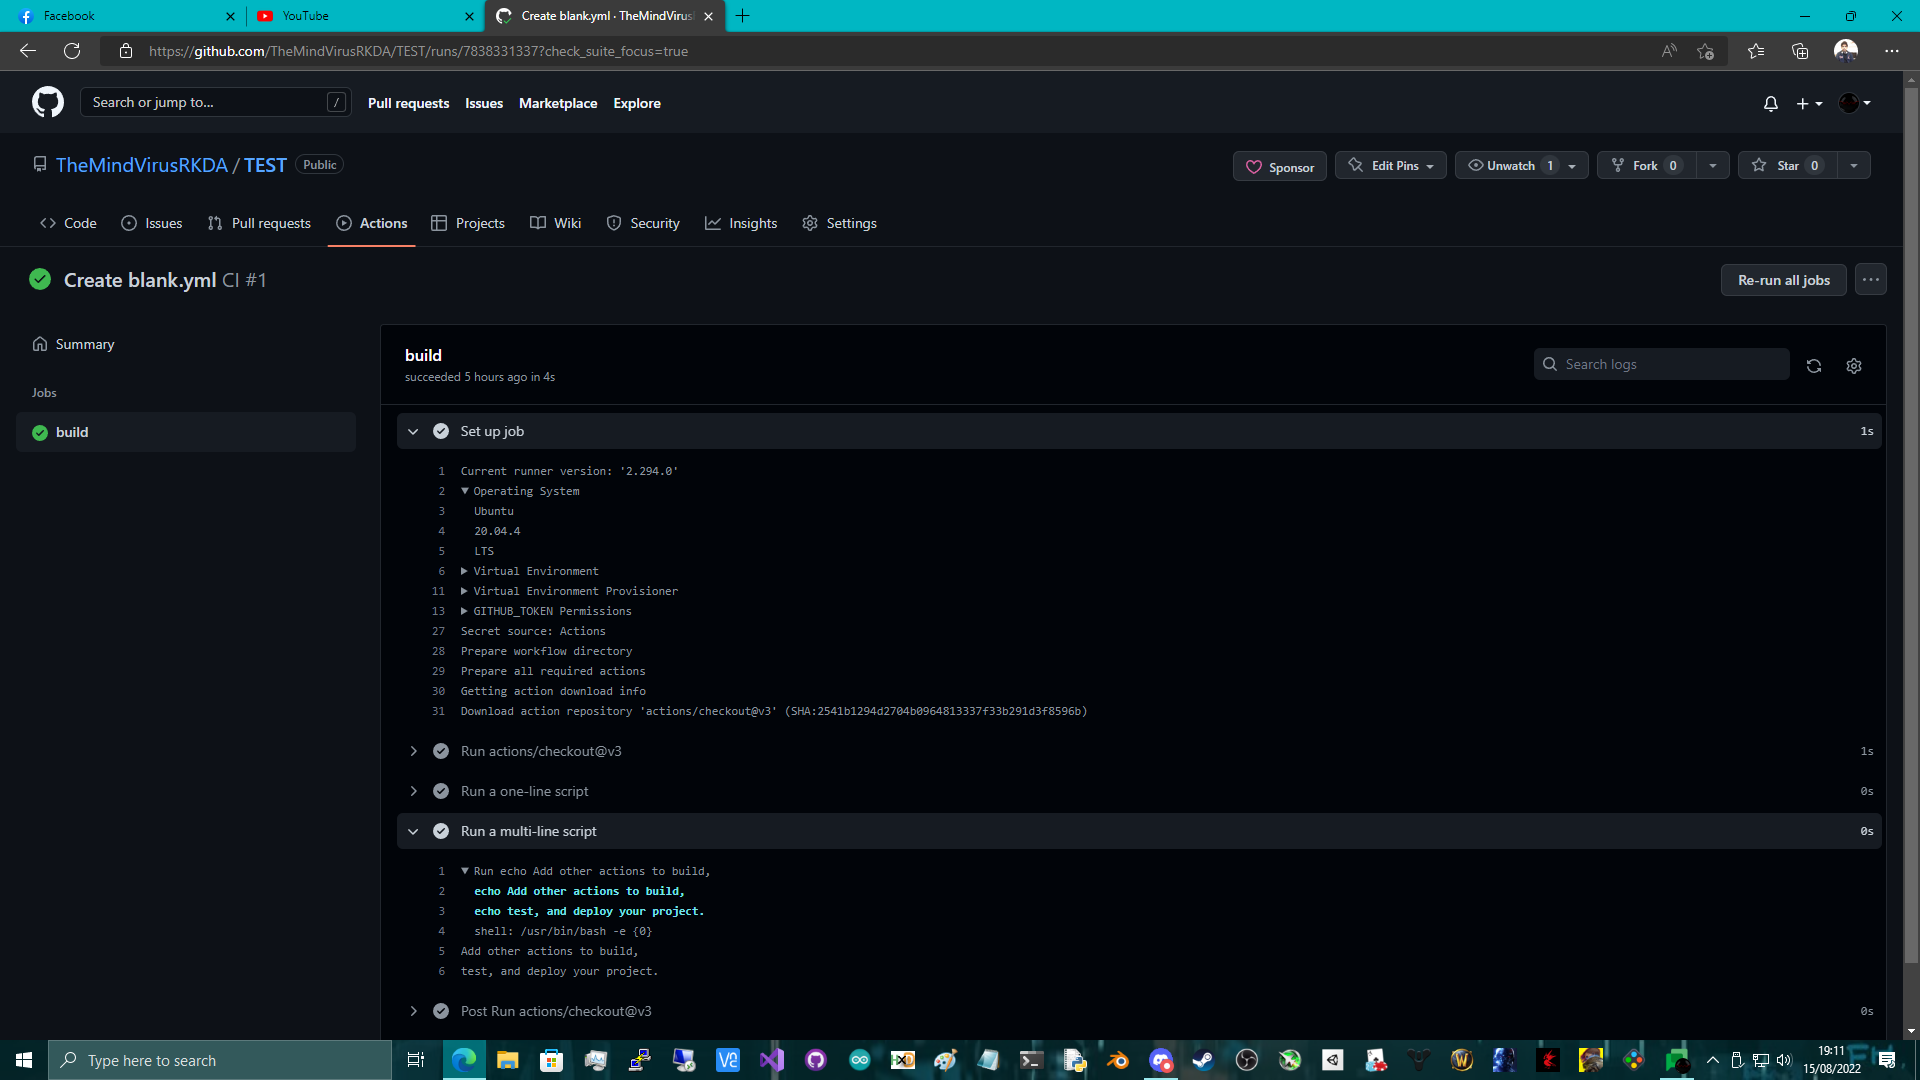 Facebook
YouTube
Create blank.yml · TheMindVirus
https://github.com/TheMindVirusRKDA/TEST/runs/7838331337?check_suite_focus=true
Search or jump to... /
Pull requests Issues Marketplace Explore
TheMindVirusRKDA / TEST Public
Sponsor Edit Pins Unwatch 1 Fork 0 Star 0
Code Issues Pull requests Actions Projects Wiki Security Insights Settings
Create blank.yml CI #1
Re-run all jobs
Summary
Jobs
build
build
succeeded 5 hours ago in 4s
Search logs
Set up job 1s
1 Current runner version: '2.294.0'
2 Operating System
3 Ubuntu
4 20.04.4
5 LTS
6 Virtual Environment
11 Virtual Environment Provisioner
13 GITHUB_TOKEN Permissions
27 Secret source: Actions
28 Prepare workflow directory
29 Prepare all required actions
30 Getting action download info
31 Download action repository 'actions/checkout@v3' (SHA:2541b1294d2704b0964813337f33b291d3f8596b)
Run actions/checkout@v3 1s
Run a one-line script 0s
Run a multi-line script 0s
1 Run echo Add other actions to build,
2 echo Add other actions to build,
3 echo test, and deploy your project.
4 shell: /usr/bin/bash -e {0}
5 Add other actions to build,
6 test, and deploy your project.
Post Run actions/checkout@v3 0s
Type here to search
19:11
15/08/2022